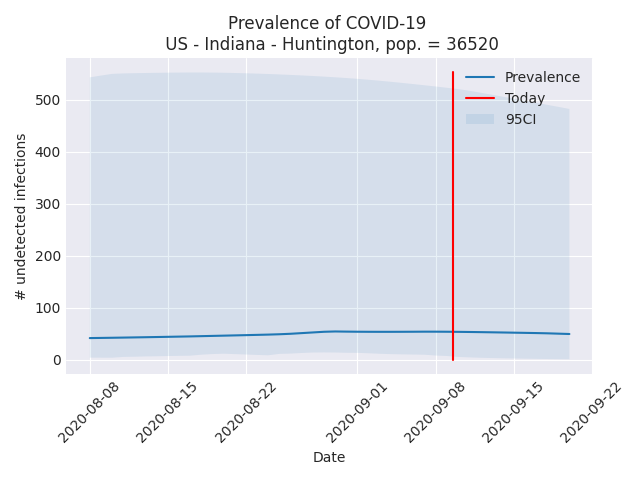 Prevalence of COVID-19
US - Indiana - Huntington, pop. = 36520
Prevalence
Today
95CI
# undetected infections
500
400
300
200
100
0
2020-08-08
2020-08-15
2020-08-22
2020-09-01
2020-09-08
2020-09-15
2020-09-22
Date